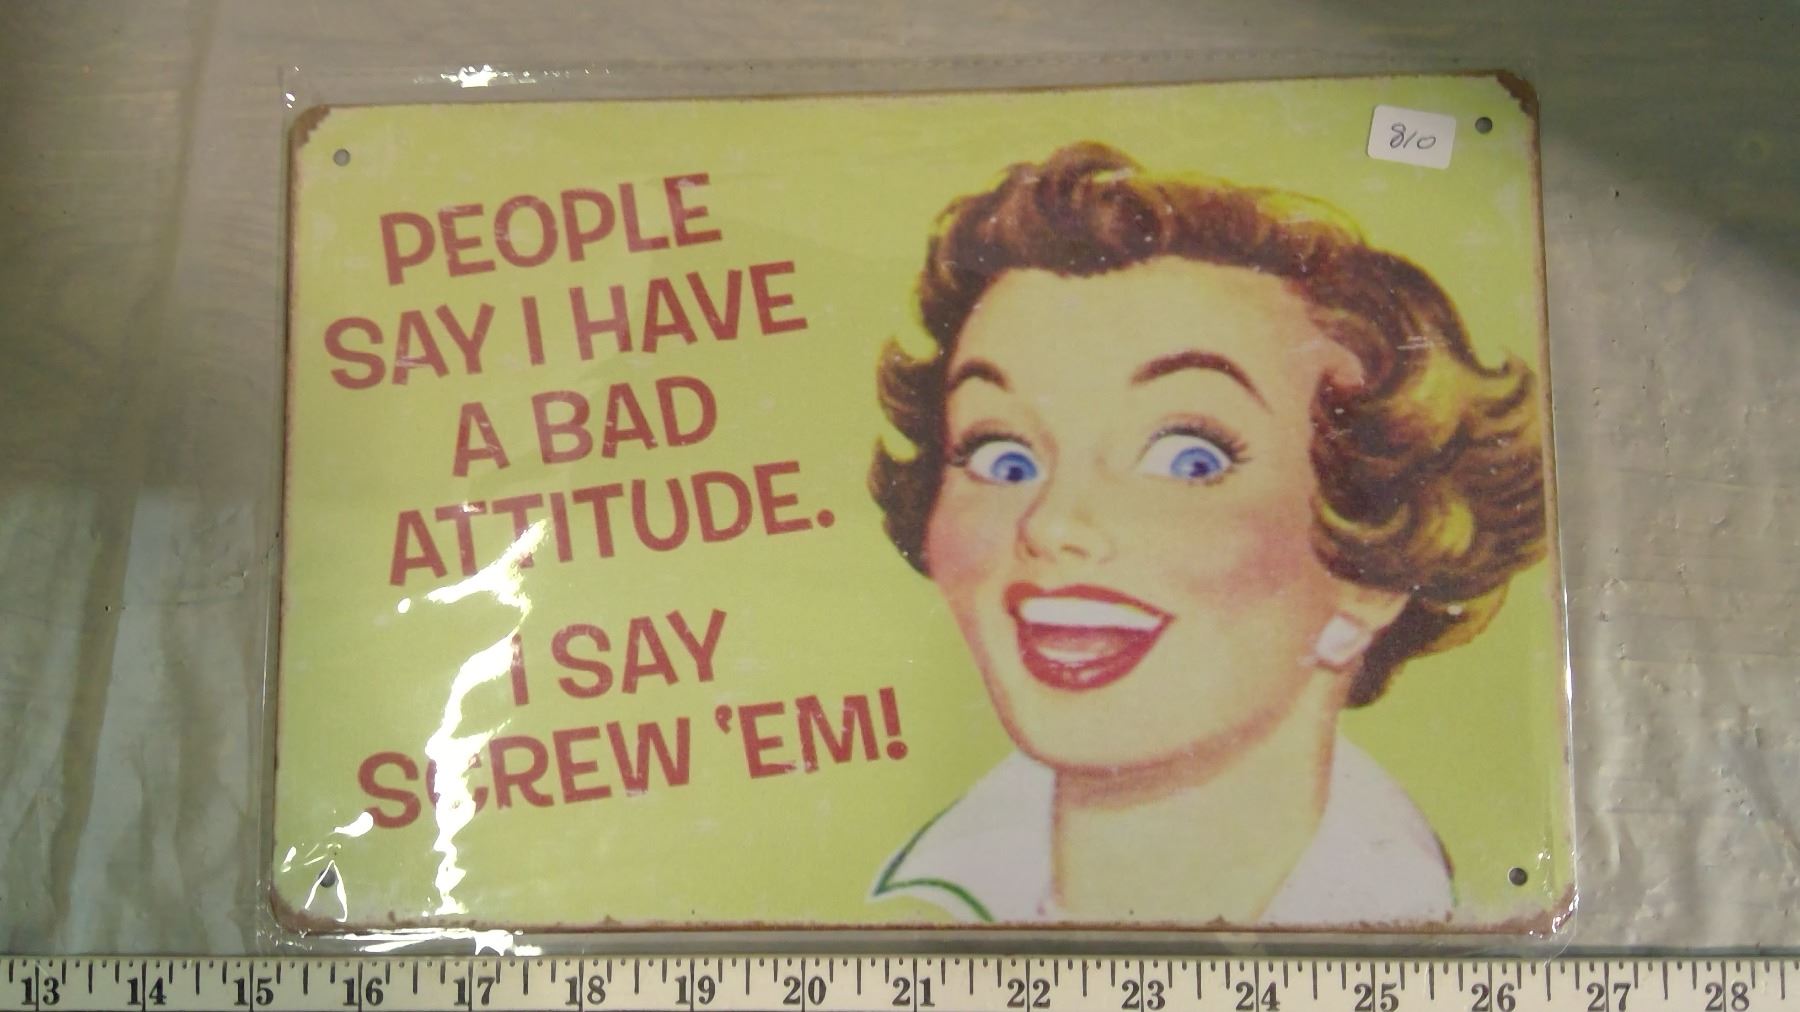 810
PEOPLE
SAY I HAVE
A BAD
ATTITUDE.
I SAY
SCREW 'EM!
13 14 15 16 17 18 19 20 21 22 23 24 25 26 27 28